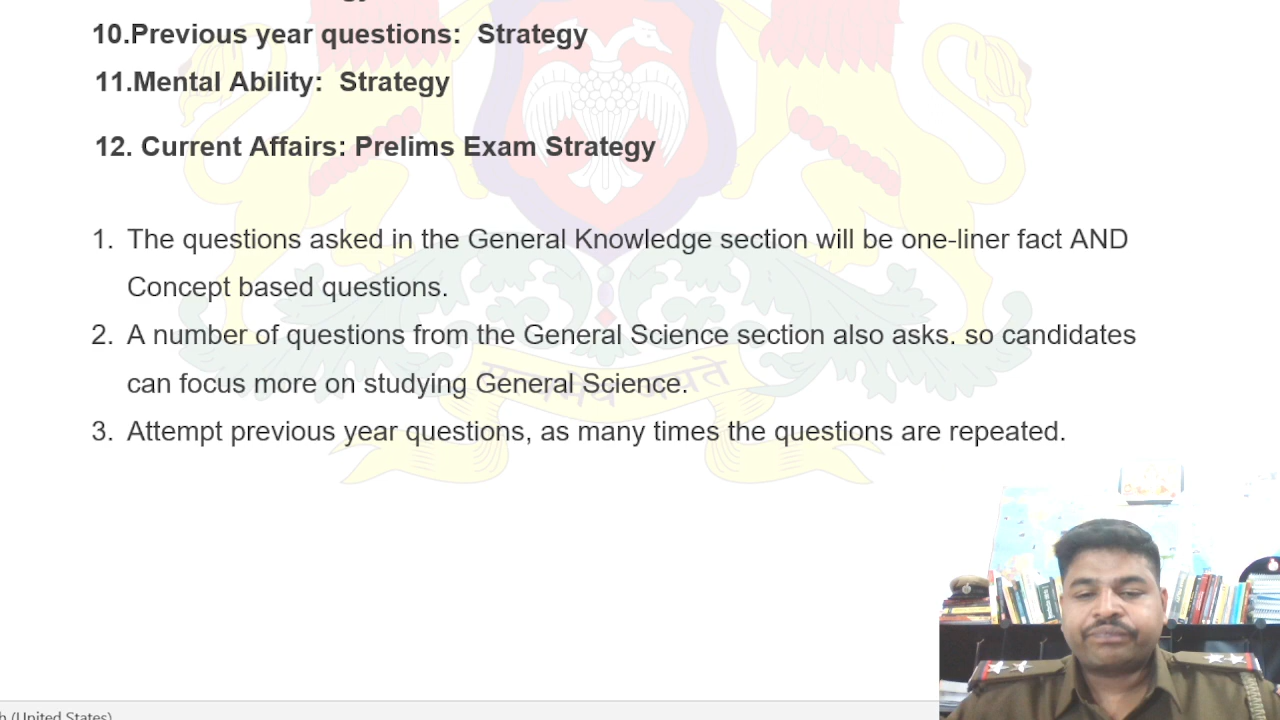 10.Previous year questions: Strategy
11.Mental Ability: Strategy
12. Current Affairs: Prelims Exam Strategy
1. The questions asked in the General Knowledge section will be one-liner fact AND
Concept based questions.
2. A number of questions from the General Science section also asks. so candidates
can focus more on studying General Science.
3. Attempt previous year questions, as many times the questions are repeated.
(United States)